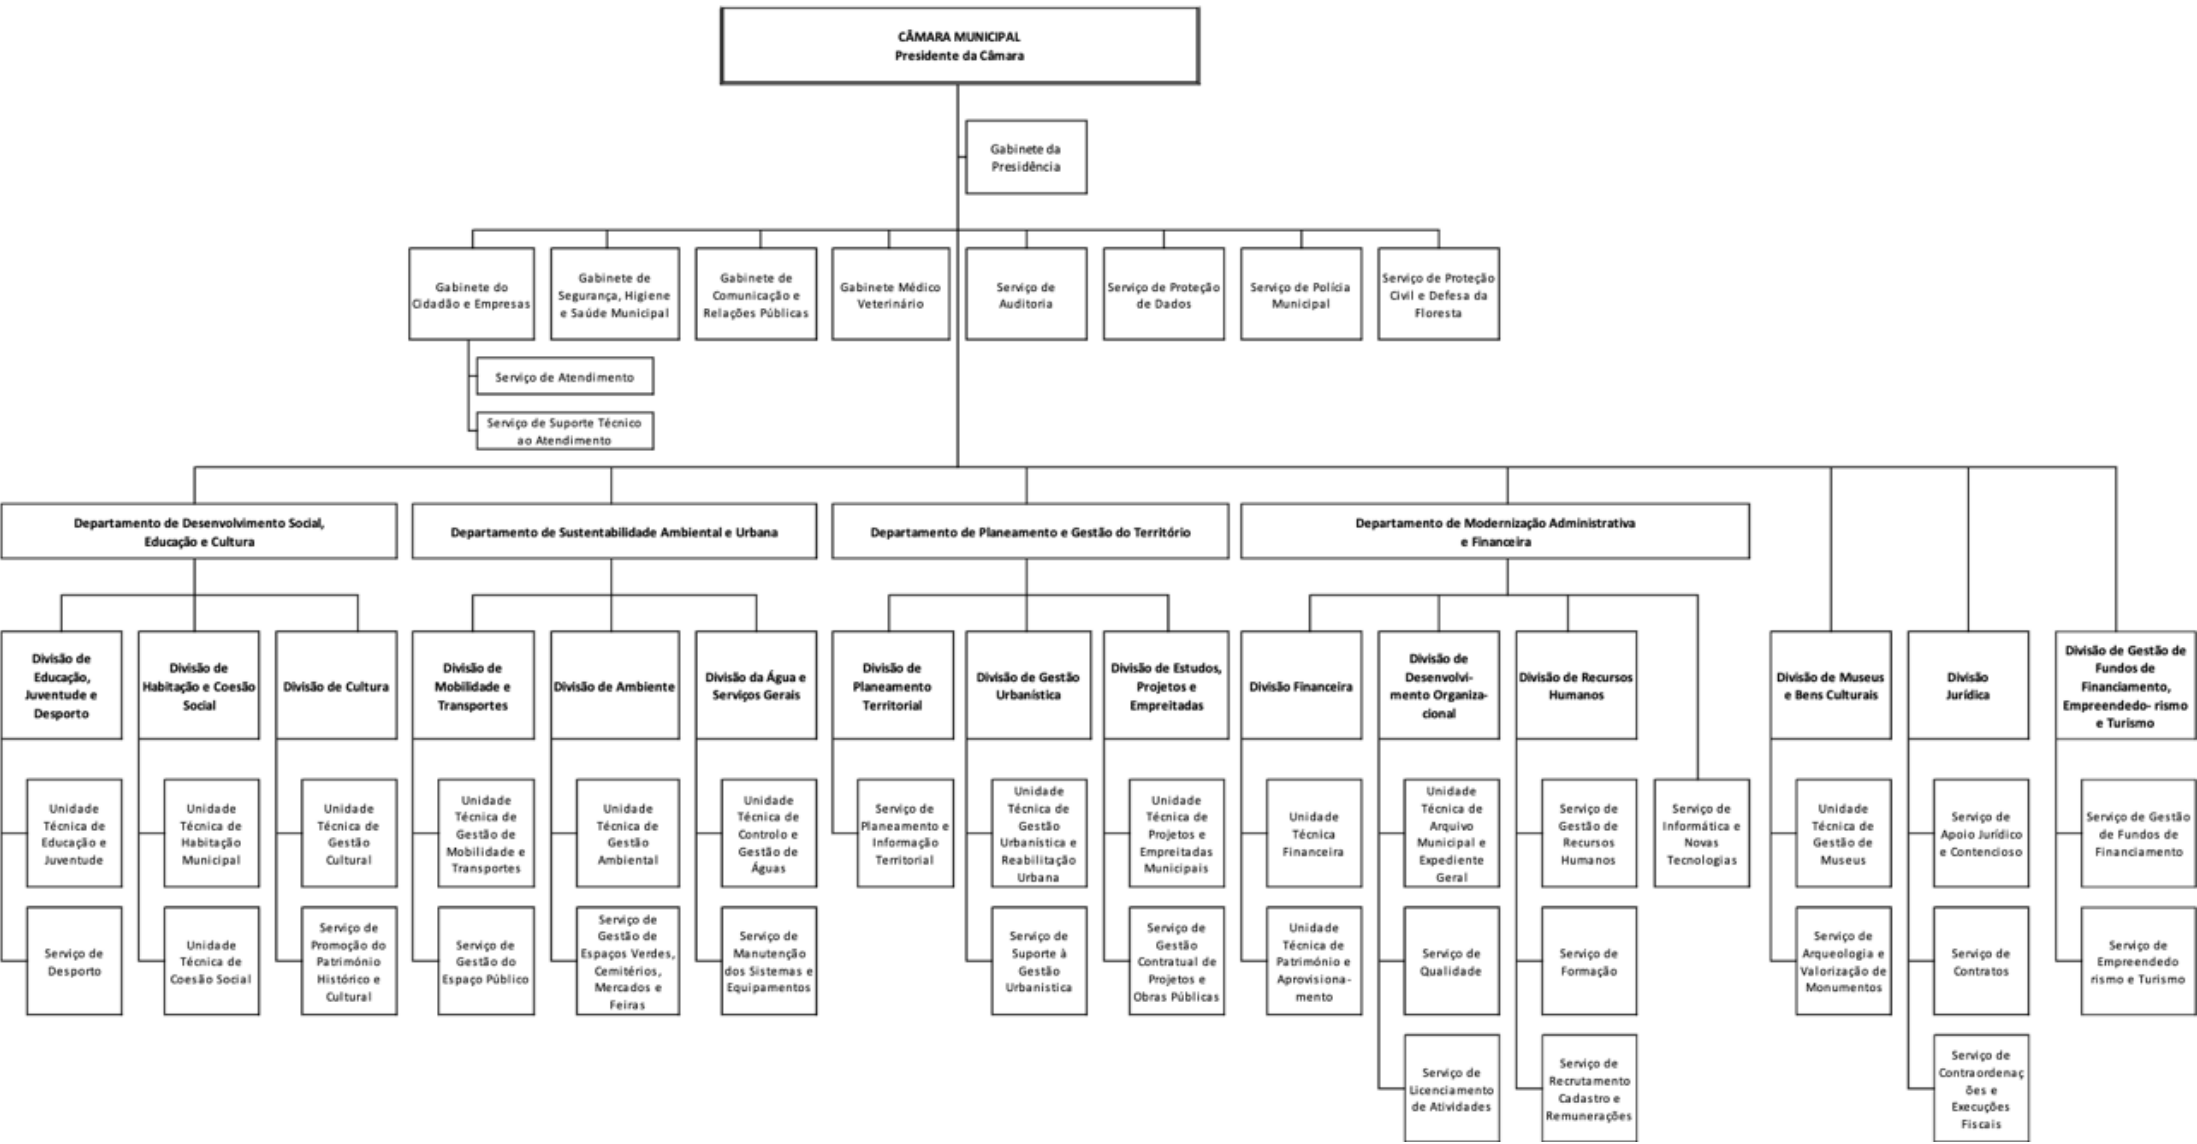 CÂMARA MUNICIPAL
Presidente da Câmara
Gabinete da
Presidência
Gabinete do
Cidadão e Empresas
Gabinete de
Segurança, Higiene
e Saúde Municipal
Gabinete de
Comunicação e
Relações Públicas
Gabinete Médico
Veterinário
Serviço de
Auditoria
Serviço de Proteção
de Dados
Serviço de Polícia
Municipal
Serviço de Proteção
Civil e Defesa da
Floresta
Serviço de Atendimento
Serviço de Suporte Técnico
ao Atendimento
Departamento de Desenvolvimento Social,
Educação e Cultura
Departamento de Sustentabilidade Ambiental e Urbana
Departamento de Planeamento e Gestão do Território
Departamento de Modernização Administrativa
e Financeira
Divisão de
Educação,
Juventude e
Desporto
Divisão de
Habitação e Coesão
Social
Divisão de Cultura
Divisão de
Mobilidade e
Transportes
Divisão de Ambiente
Divisão da Água e
Serviços Gerais
Divisão de
Planeamento
Territorial
Divisão de Gestão
Urbanística
Divisão de Estudos,
Projetos e
Empreitadas
Divisão Financeira
Divisão de
Desenvolvi-
mento Organiza-
cional
Divisão de Recursos
Humanos
Divisão de Museus
e Bens Culturais
Divisão
Jurídica
Divisão de Gestão de
Fundos de
Financiamento,
Empreendedo- rismo
e Turismo
Unidade
Técnica de
Educação e
Juventude
Unidade
Técnica de
Habitação
Municipal
Unidade
Técnica de
Gestão
Cultural
Unidade
Técnica de
Gestão de
Mobilidade e
Transportes
Unidade
Técnica de
Gestão
Ambiental
Unidade
Técnica de
Controlo e
Gestão de
Águas
Serviço de
Planeamento e
Informação
Territorial
Unidade
Técnica de
Gestão
Urbanística e
Reabilitação
Urbana
Unidade
Técnica de
Projetos e
Empreitadas
Municipais
Unidade
Técnica
Financeira
Unidade
Técnica de
Arquivo
Municipal e
Expediente
Geral
Serviço de
Gestão de
Recursos
Humanos
Serviço de
Informática e
Novas
Tecnologias
Unidade
Técnica de
Gestão de
Museus
Serviço de
Apoio Jurídico
e Contencioso
Serviço de Gestão
de Fundos de
Financiamento
Serviço de
Desporto
Unidade
Técnica de
Coesão Social
Serviço de
Promoção do
Património
Histórico e
Cultural
Serviço de
Gestão do
Espaço Público
Serviço de
Gestão de
Espaços Verdes,
Cemitérios,
Mercados e
Feiras
Serviço de
Manutenção
dos Sistemas e
Equipamentos
Serviço de
Suporte à
Gestão
Urbanistica
Serviço de
Gestão
Contratual de
Projetos e
Obras Públicas
Unidade
Técnica de
Património e
Aprovisiona-
mento
Serviço de
Qualidade
Serviço de
Formação
Serviço de
Arqueologia e
Valorização de
Monumentos
Serviço de
Contratos
Serviço de
Empreendedo
rismo e Turismo
Serviço de
Licenciamento
de Atividades
Serviço de
Recrutamento
Cadastro e
Remunerações
Serviço de
Contraordenaç
ões e
Execuções
Fiscais